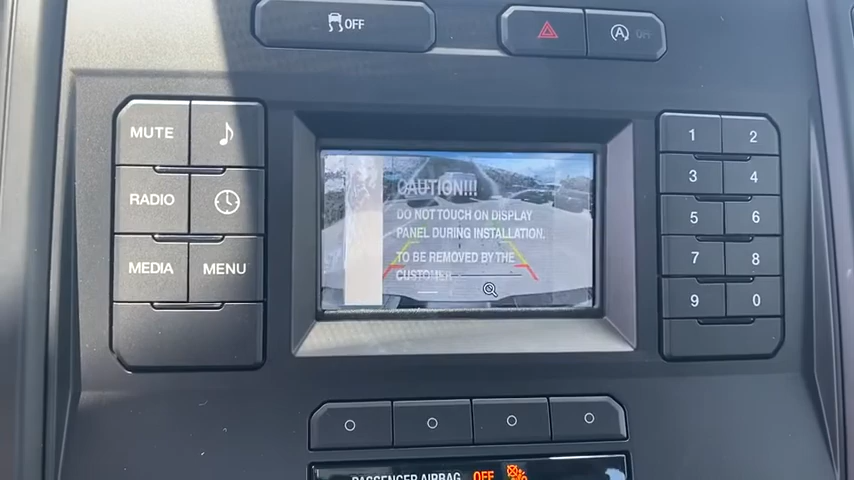 OFF
A OFF
MUTE
RADIO
MEDIA
MENU
CAUTION!!!
DO NOT TOUCH ON DISPLAY
PANEL DURING INSTALLATION.
TO BE REMOVED BY THE
CUSTOMER
1 2
3 4
5 6
7 8
9 0
PASSENGER AIRBAG OFF